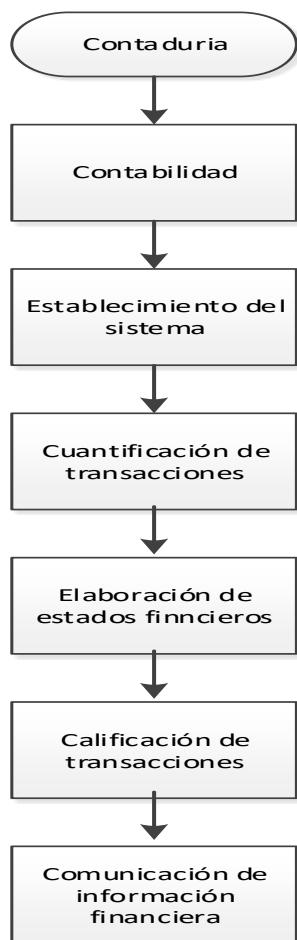 Contaduria
Contabilidad
Establecimiento del
sistema
Cuantificación de
transacciones
Elaboración de
estados finncieros
Calificación de
transacciones
Comunicación de
información
financiera